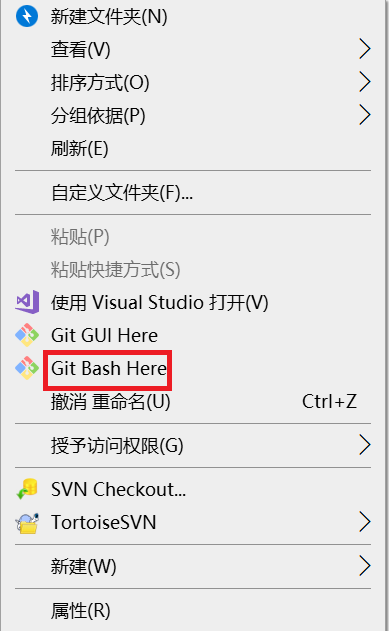 新建文件夹(N)
查看(V)
排序方式(O)
分组依据(P)
刷新(E)
自定义文件夹(F)...
粘贴(P)
粘贴快捷方式(S)
使用 Visual Studio 打开(V)
Git GUI Here
Git Bash Here
撤消 重命名(U) Ctrl+Z
授予访问权限(G)
SVN Checkout...
TortoiseSVN
新建(W)
属性(R)